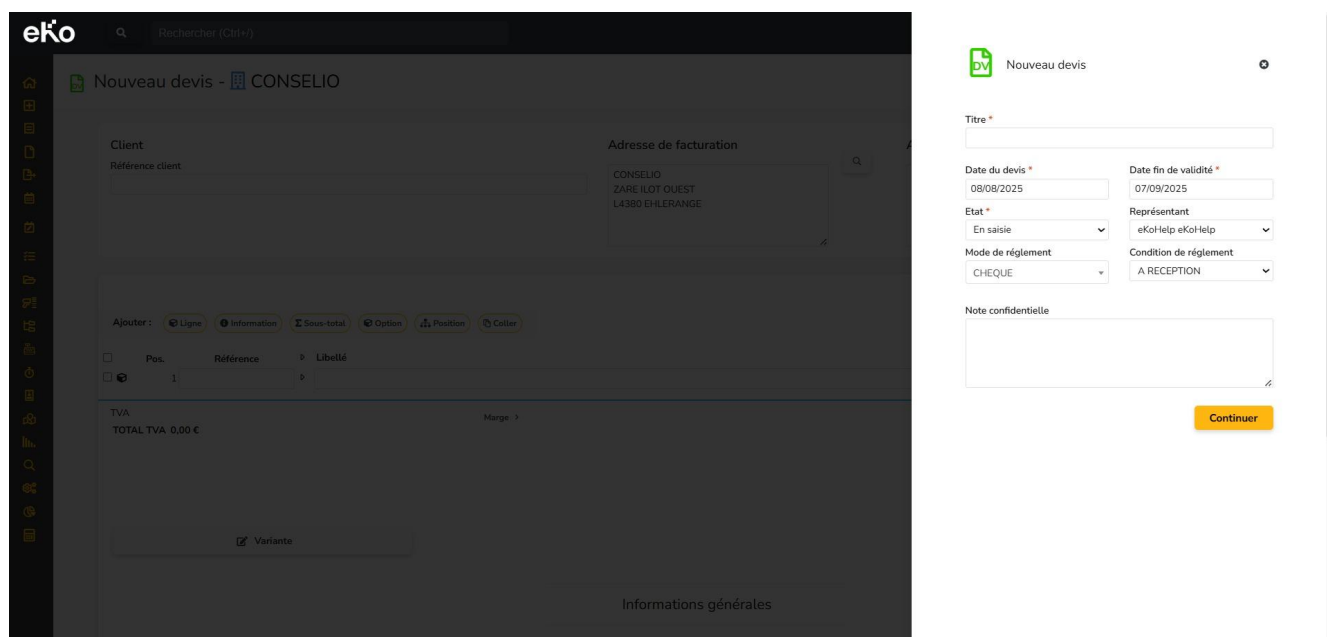 eKo
Rechercher (Ctrl+/)
Nouveau devis - CONSELIO
Client
Référence client
Adresse de facturation
A
CONSELIO
ZARE ILOT OUEST
L4380 EHLERANGE
Ajouter : Ligne Information Sous-total Option Position Coller
Pos. Référence Libellé
1
TVA
Marge >
TOTAL TVA 0,00 €
Variante
Informations générales
DV Nouveau devis
Titre *
Date du devis * Date fin de validité *
08/08/2025 07/09/2025
Etat * Représentant
En saisie eKoHelp eKoHelp
Mode de réglement Condition de réglement
CHEQUE A RECEPTION
Note confidentielle
Continuer